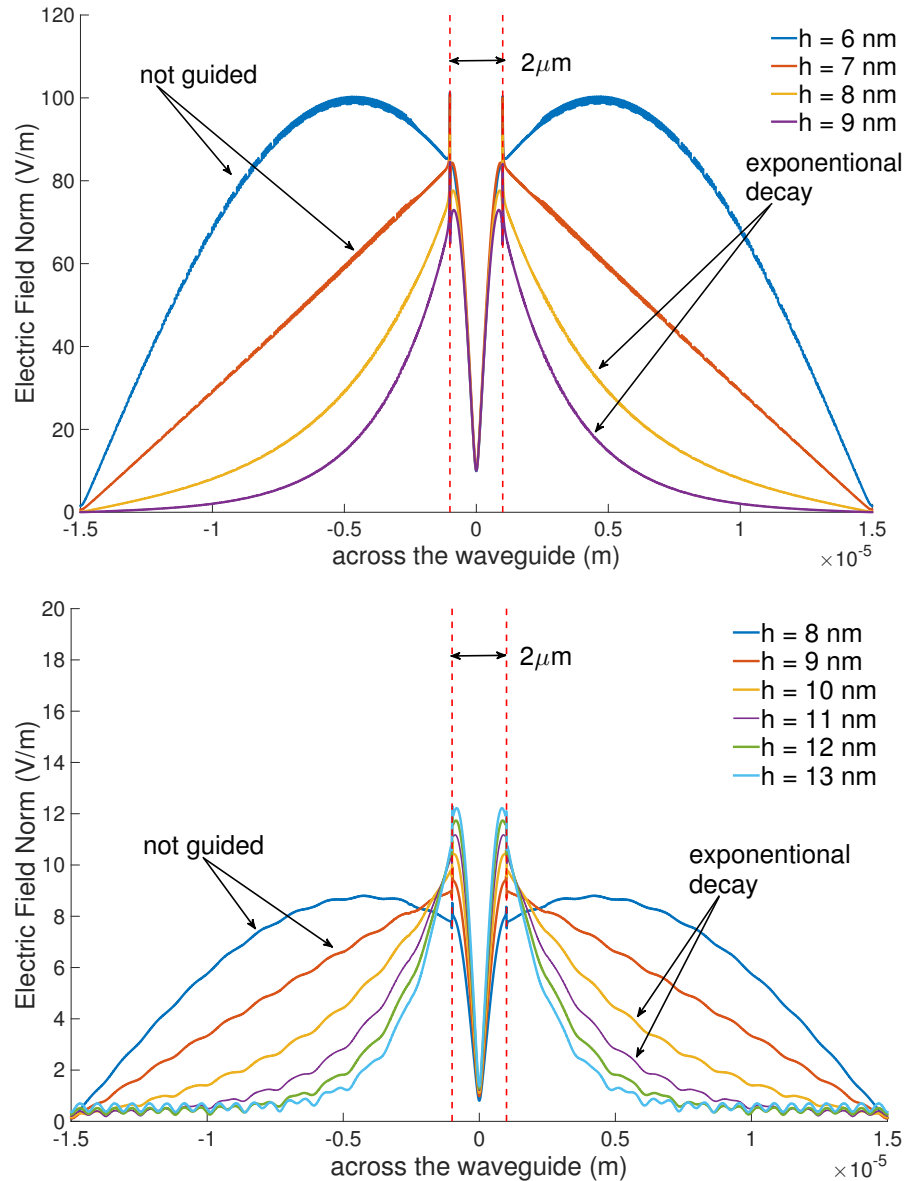 120
100
80
60
40
20
0
Electric Field Norm (V/m)
not guided
2μm
h = 6 nm
h = 7 nm
h = 8 nm
h = 9 nm
exponentional
decay
-1.5
-1
-0.5
0
0.5
1
1.5
across the waveguide (m)
×10⁻⁵
20
18
16
14
12
10
8
6
4
2
0
Electric Field Norm (V/m)
not guided
2μm
h = 8 nm
h = 9 nm
h = 10 nm
h = 11 nm
h = 12 nm
h = 13 nm
exponentional
decay
-1.5
-1
-0.5
0
0.5
1
1.5
across the waveguide (m)
×10⁻⁵